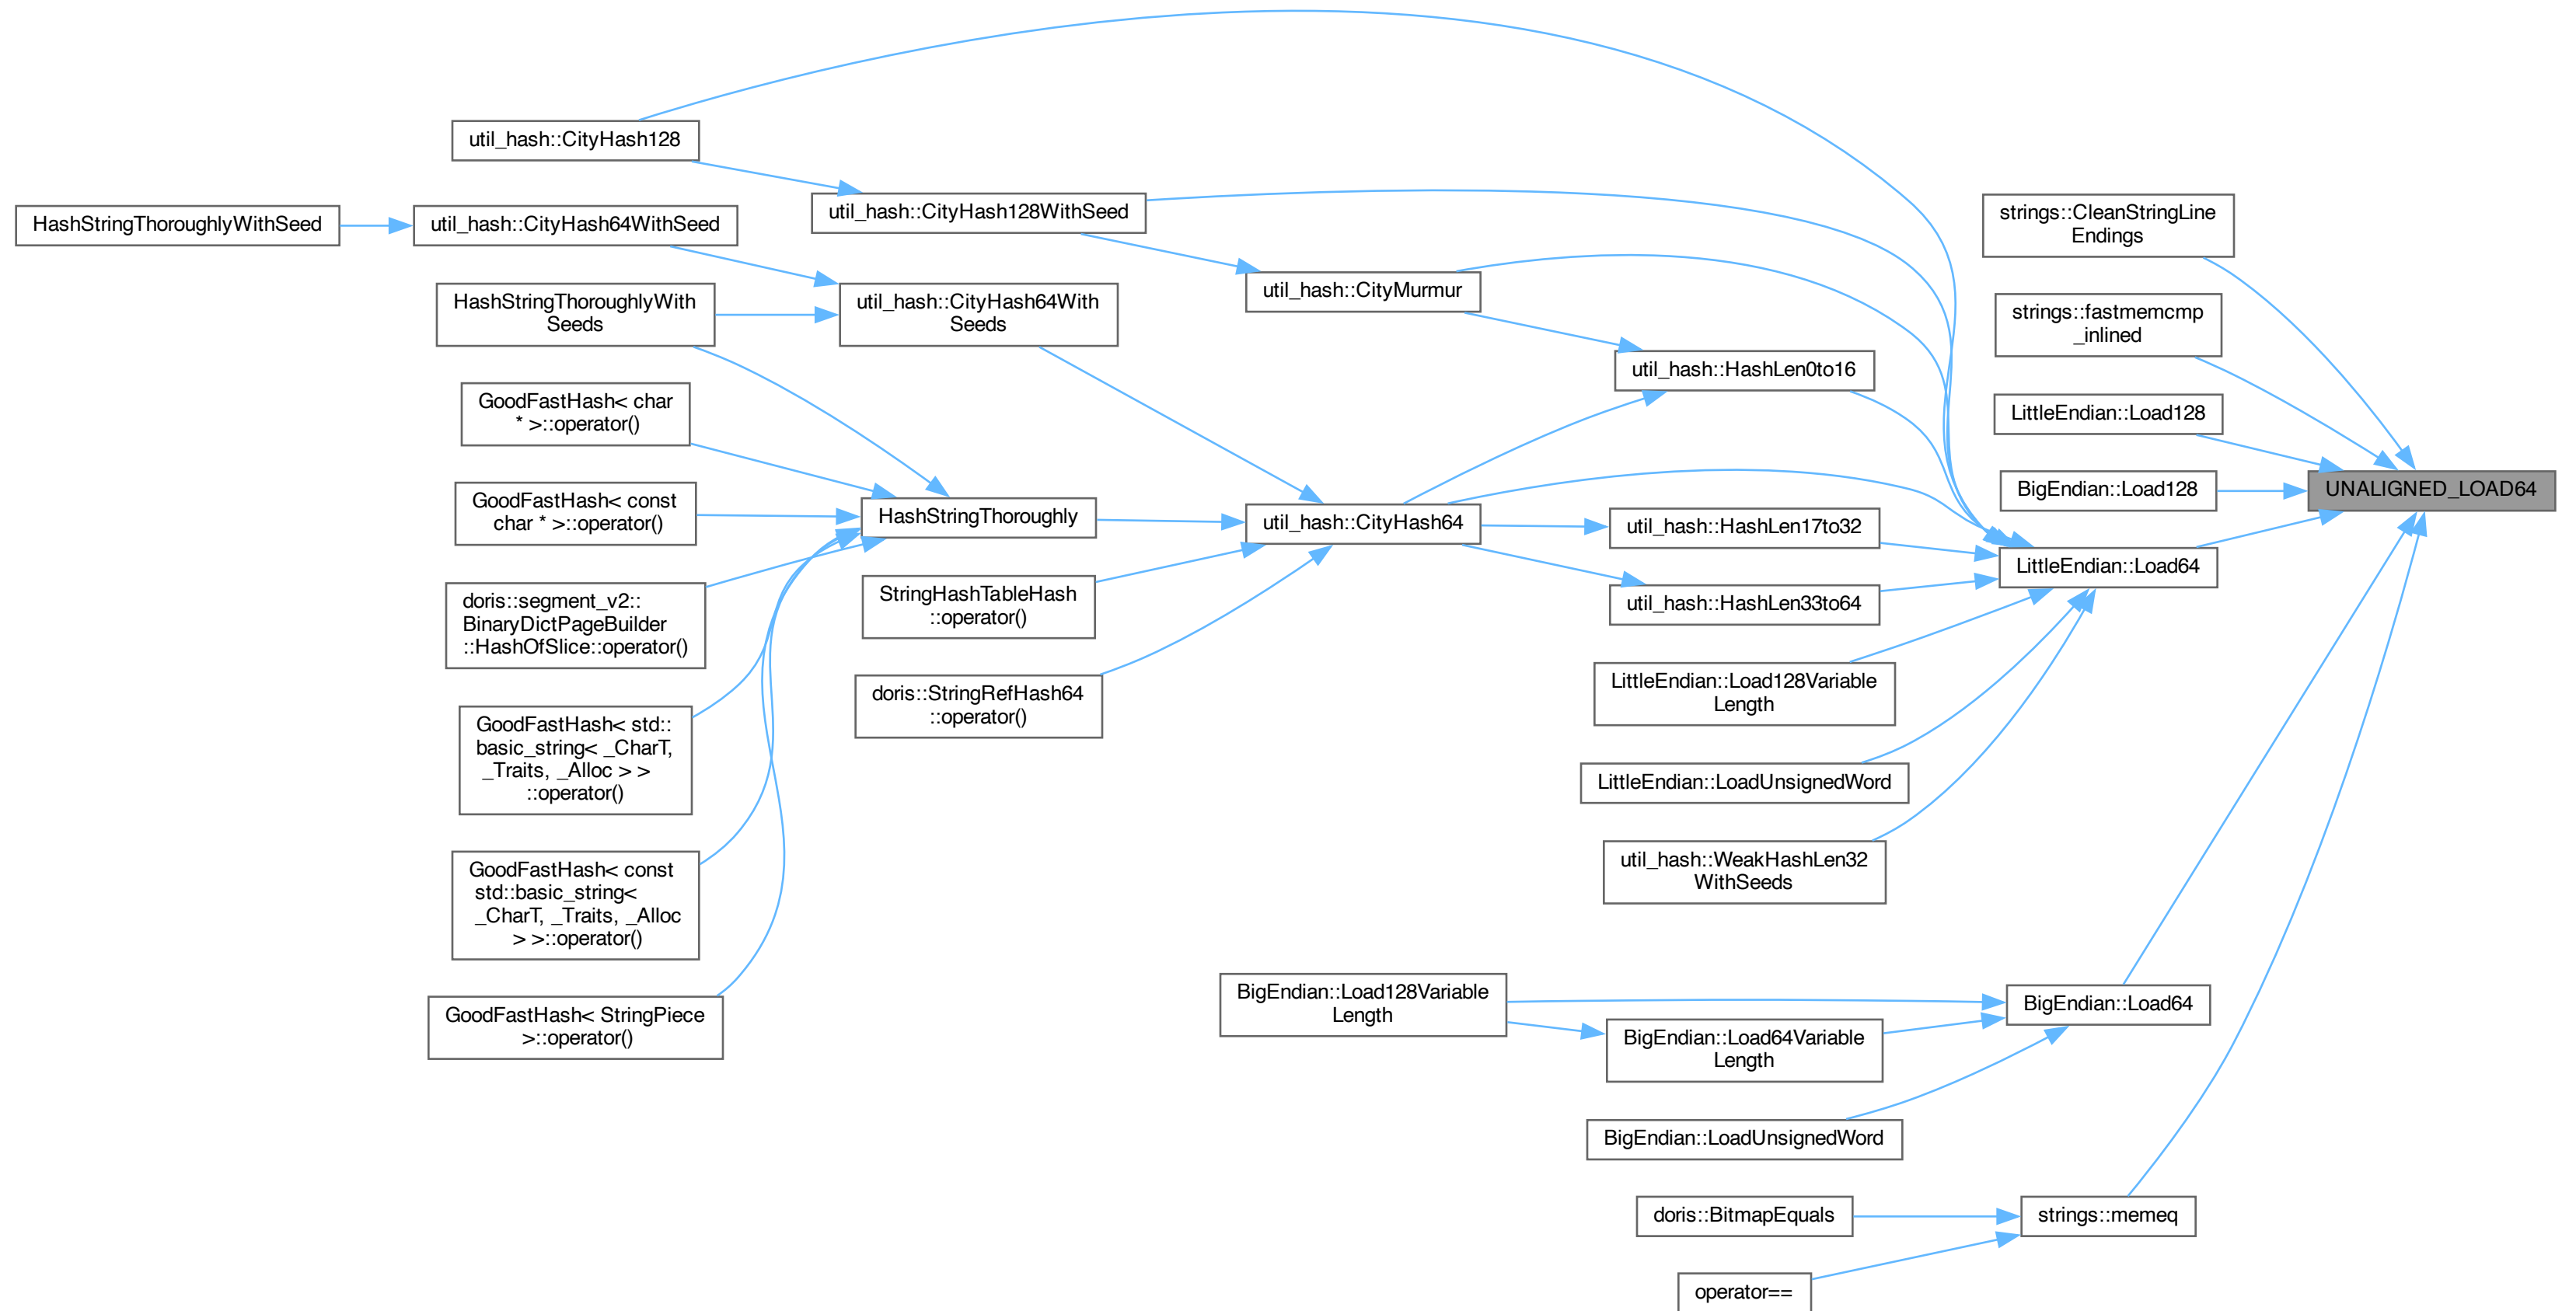 util_hash::CityHash128
HashStringThoroughlyWithSeed
util_hash::CityHash64WithSeed
util_hash::CityHash128WithSeed
HashStringThoroughlyWith
Seeds
util_hash::CityHash64With
Seeds
util_hash::CityMurmur
util_hash::HashLen0to16
GoodFastHash< char
* >::operator()
GoodFastHash< const
char * >::operator()
HashStringThoroughly
util_hash::CityHash64
util_hash::HashLen17to32
util_hash::HashLen33to64
doris::segment_v2::
BinaryDictPageBuilder
::HashOfSlice::operator()
StringHashTableHash
::operator()
doris::StringRefHash64
::operator()
GoodFastHash< std::
basic_string< _CharT,
_Traits, _Alloc > >
::operator()
GoodFastHash< const
std::basic_string<
_CharT, _Traits, _Alloc
> >::operator()
GoodFastHash< StringPiece
>::operator()
strings::CleanStringLine
Endings
strings::fastmemcmp
_inlined
LittleEndian::Load128
BigEndian::Load128
UNALIGNED_LOAD64
LittleEndian::Load64
LittleEndian::Load128Variable
Length
LittleEndian::LoadUnsignedWord
util_hash::WeakHashLen32
WithSeeds
BigEndian::Load128Variable
Length
BigEndian::Load64Variable
Length
BigEndian::Load64
BigEndian::LoadUnsignedWord
doris::BitmapEquals
strings::memeq
operator==